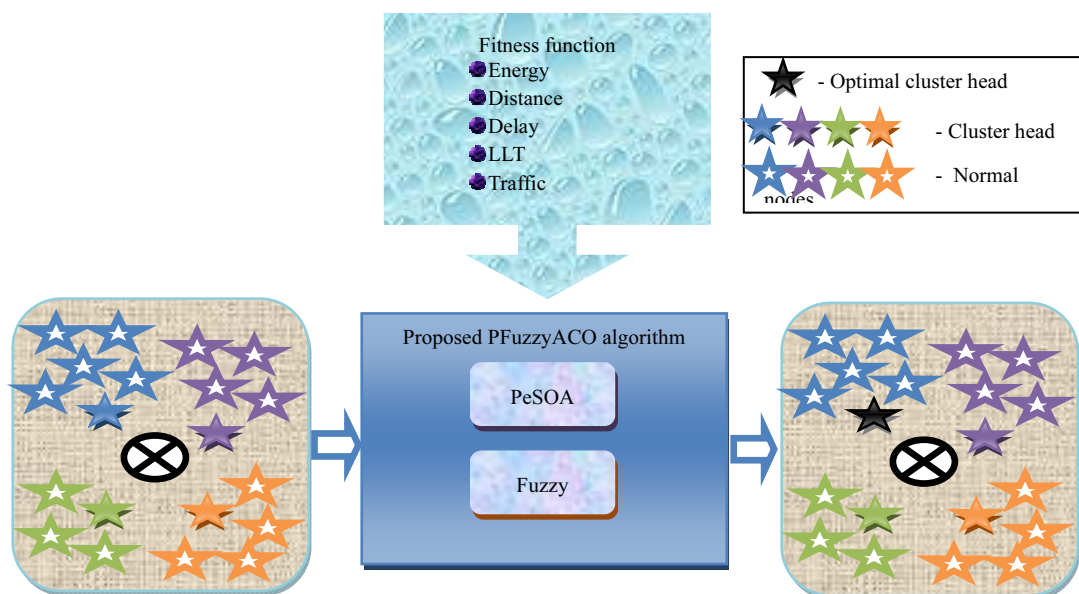 Fitness function
Energy
Distance
Delay
LLT
Traffic
- Optimal cluster head
- Cluster head
- Normal
nodes
Proposed PFuzzyACO algorithm
PeSOA
Fuzzy